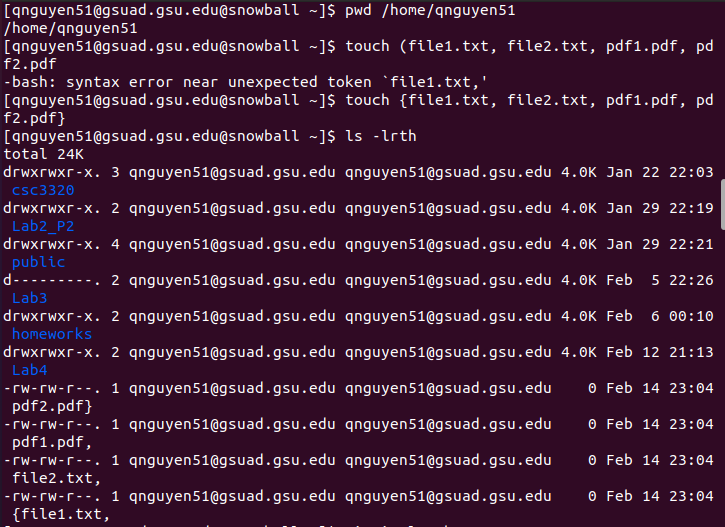 [qnguyen51@gsuad.gsu.edu@snowball ~]$ pwd /home/qnguyen51
/home/qnguyen51
[qnguyen51@gsuad.gsu.edu@snowball ~]$ touch (file1.txt, file2.txt, pdf1.pdf, pd
f2.pdf
-bash: syntax error near unexpected token `file1.txt,'
[qnguyen51@gsuad.gsu.edu@snowball ~]$ touch {file1.txt, file2.txt, pdf1.pdf, pd
f2.pdf}
[qnguyen51@gsuad.gsu.edu@snowball ~]$ ls -lrth
total 24K
drwxrwxr-x. 3 qnguyen51@gsuad.gsu.edu qnguyen51@gsuad.gsu.edu 4.0K Jan 22 22:03
 csc3320
drwxrwxr-x. 2 qnguyen51@gsuad.gsu.edu qnguyen51@gsuad.gsu.edu 4.0K Jan 29 22:19
 Lab2_P2
drwxrwxr-x. 4 qnguyen51@gsuad.gsu.edu qnguyen51@gsuad.gsu.edu 4.0K Jan 29 22:21
 public
d---------. 2 qnguyen51@gsuad.gsu.edu qnguyen51@gsuad.gsu.edu 4.0K Feb  5 22:26
 Lab3
drwxrwxr-x. 2 qnguyen51@gsuad.gsu.edu qnguyen51@gsuad.gsu.edu 4.0K Feb  6 00:10
 homeworks
drwxrwxr-x. 2 qnguyen51@gsuad.gsu.edu qnguyen51@gsuad.gsu.edu 4.0K Feb 12 21:13
 Lab4
-rw-rw-r--. 1 qnguyen51@gsuad.gsu.edu qnguyen51@gsuad.gsu.edu    0 Feb 14 23:04
 pdf2.pdf}
-rw-rw-r--. 1 qnguyen51@gsuad.gsu.edu qnguyen51@gsuad.gsu.edu    0 Feb 14 23:04
 pdf1.pdf,
-rw-rw-r--. 1 qnguyen51@gsuad.gsu.edu qnguyen51@gsuad.gsu.edu    0 Feb 14 23:04
 file2.txt,
-rw-rw-r--. 1 qnguyen51@gsuad.gsu.edu qnguyen51@gsuad.gsu.edu    0 Feb 14 23:04
 {file1.txt,